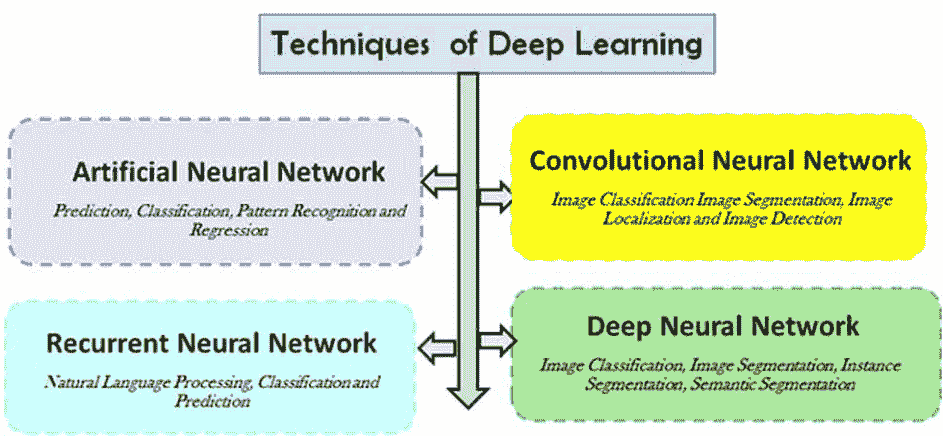 Techniques of Deep Learning
Artificial Neural Network
Prediction, Classification, Pattern Recognition and
Regression
Convolutional Neural Network
Image Classification Image Segmentation, Image
Localization and Image Detection
Recurrent Neural Network
Natural Language Processing, Classification and
Prediction
Deep Neural Network
Image Classification, Image Segmentation, Instance
Segmentation, Semantic Segmentation